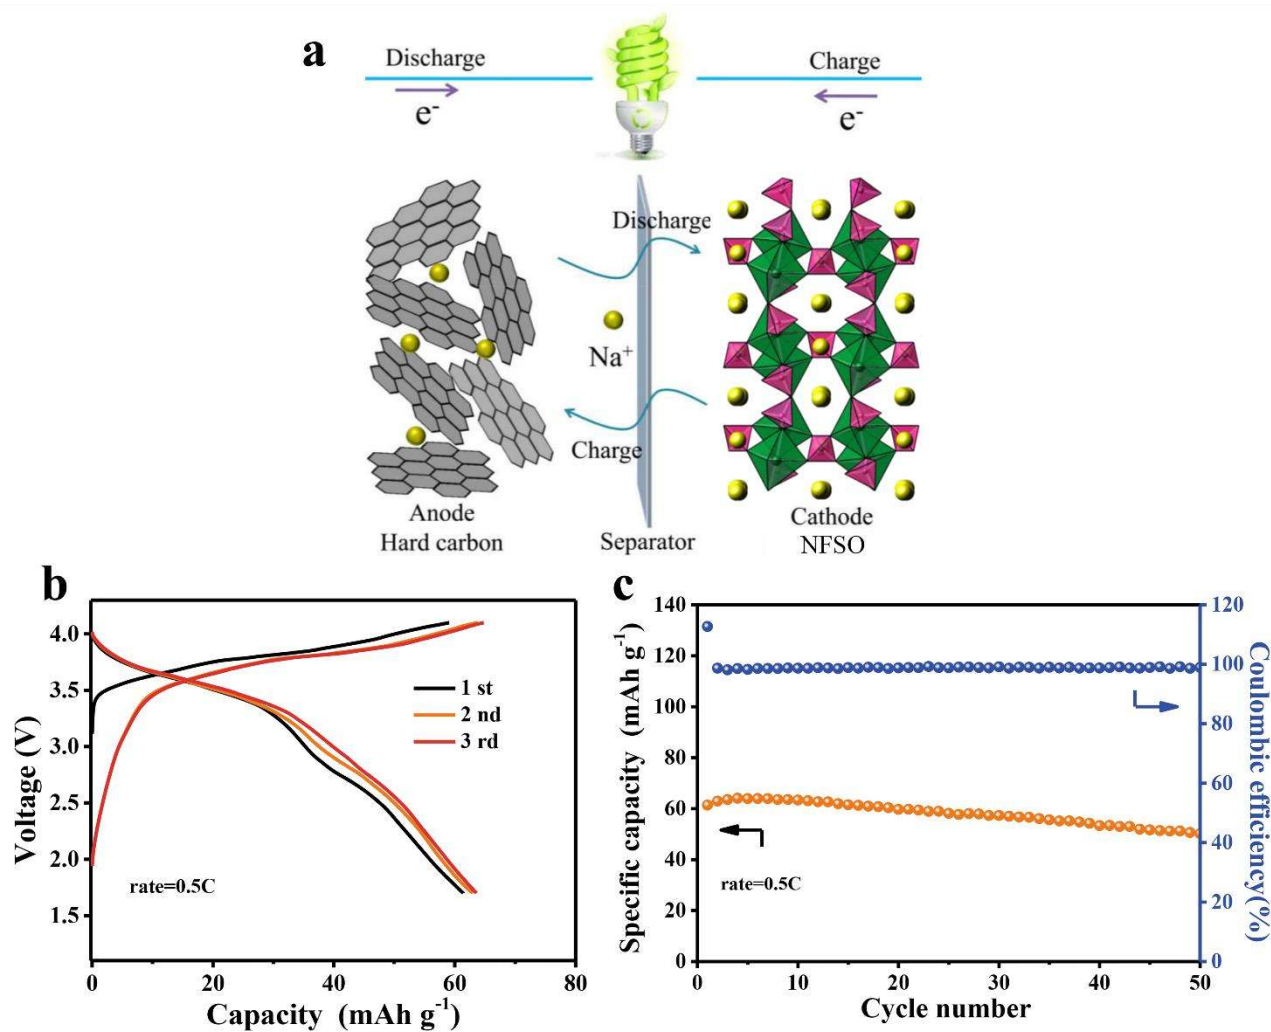 a
Discharge
Charge
e-
e-
Discharge
Na+
Charge
Anode
Hard carbon
Separator
Cathode
NFSO
b
Voltage (V)
4.0
3.5
3.0
2.5
2.0
1.5
1 st
2 nd
3 rd
rate=0.5C
0
20
40
60
80
Capacity (mAh g-1)
c
Specific capacity (mAh g-1)
140
120
100
80
60
40
20
0
rate=0.5C
0
10
20
30
40
50
Cycle number
120
100
80
60
40
20
0
Coulombic efficiency(%)